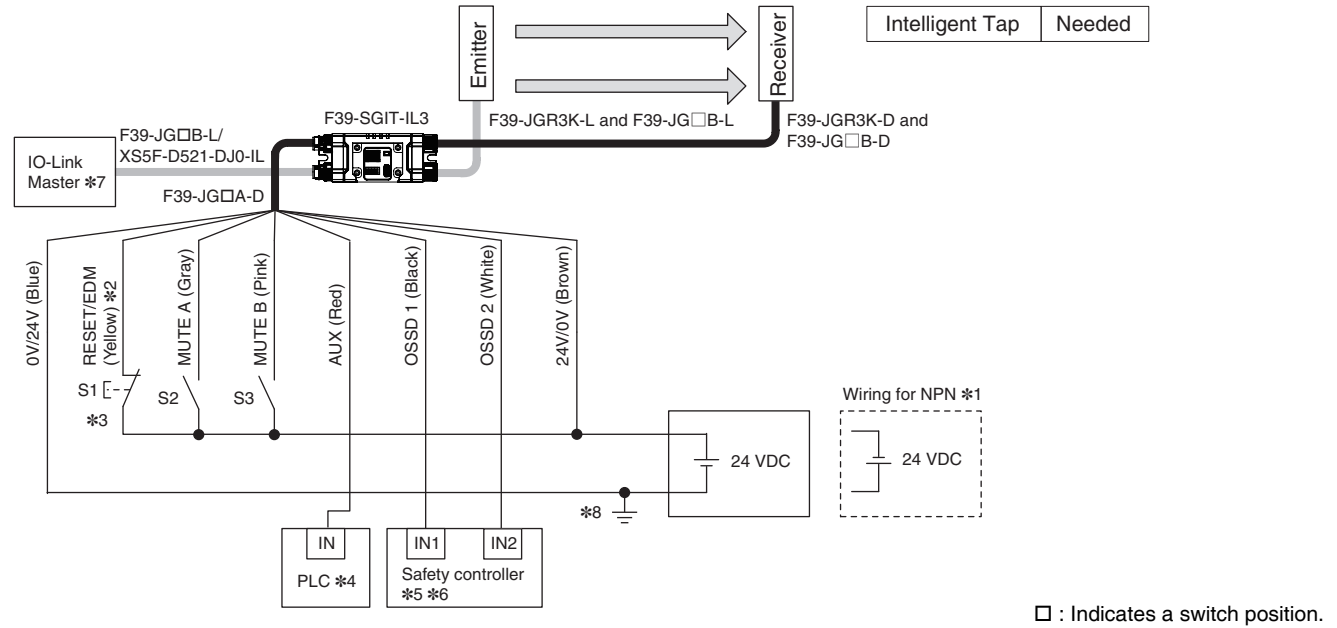 Emitter
Receiver
Intelligent Tap Needed
F39-SGIT-IL3
F39-JGR3K-L and F39-JG□B-L
F39-JGR3K-D and
F39-JG□B-D
F39-JG□B-L/
XS5F-D521-DJ0-IL
IO-Link
Master *7
F39-JG□A-D
0V/24V (Blue)
RESET/EDM
(Yellow) *2
MUTE A (Gray)
MUTE B (Pink)
AUX (Red)
OSSD 1 (Black)
OSSD 2 (White)
24V/0V (Brown)
S1
*3
S2
S3
Wiring for NPN *1
24 VDC
24 VDC
*8
IN
PLC *4
IN1
IN2
Safety controller
*5 *6
□ : Indicates a switch position.